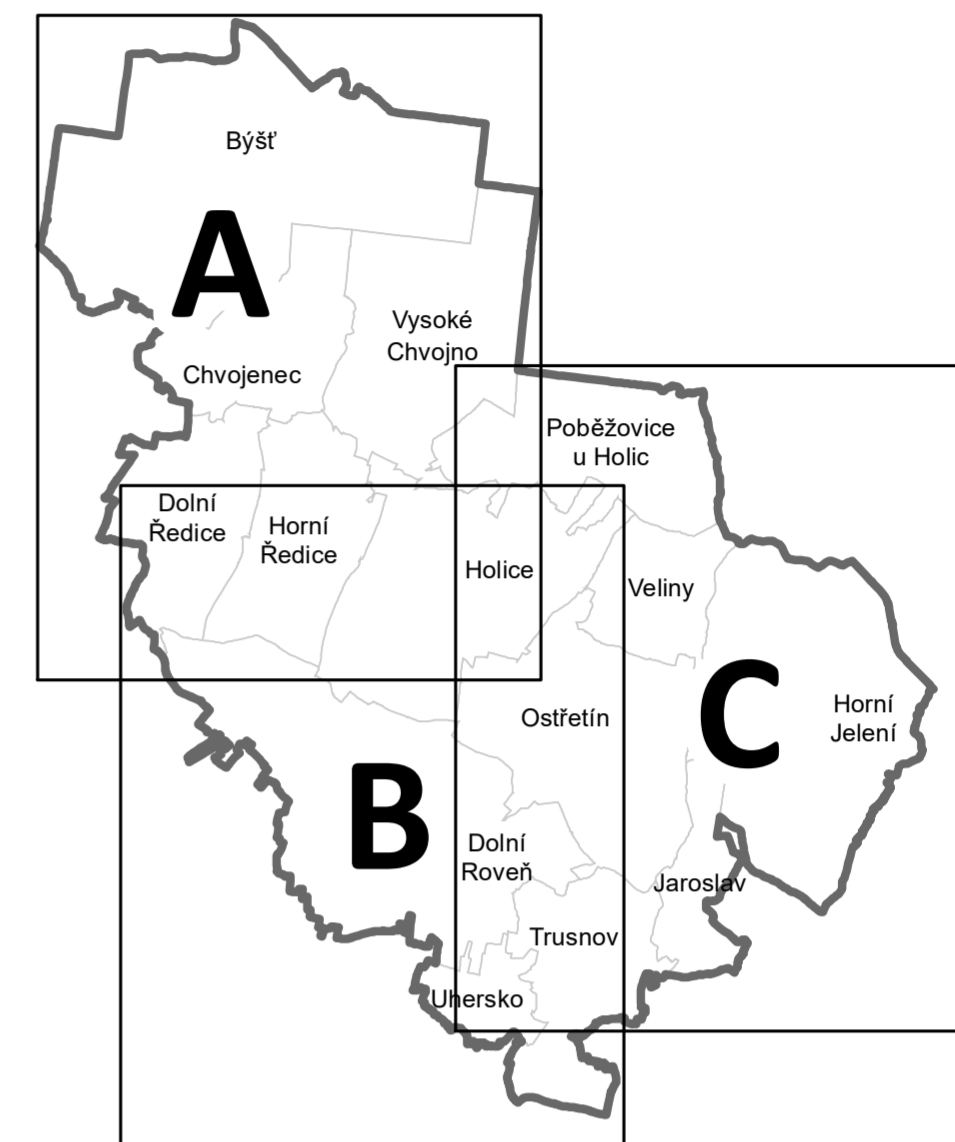 Býšť
A
Vysoké
Chvojno
Chvojenec
Poběžovice
u Holic
Dolní
Ředice
Horní
Ředice
Holice
Veliny
C
Horní
Jelení
Ostřetín
B
Dolní
Roveň
Jaroslav
Trusnov
Uhersko